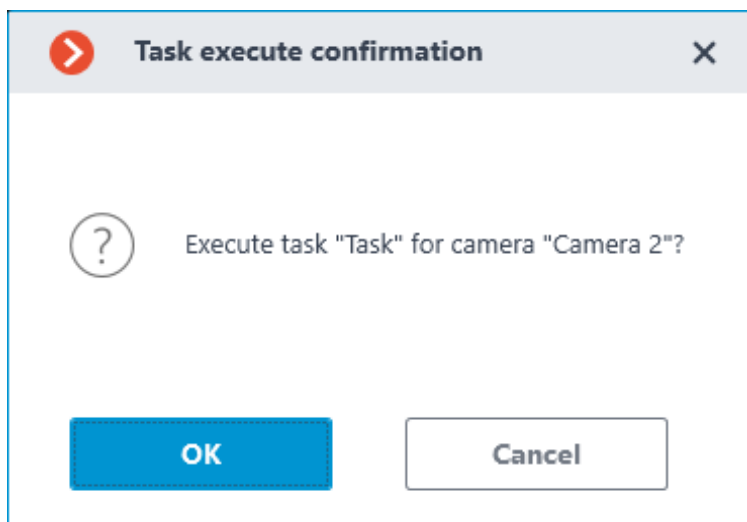 Task execute confirmation
Execute task "Task" for camera "Camera 2"?
OK
Cancel